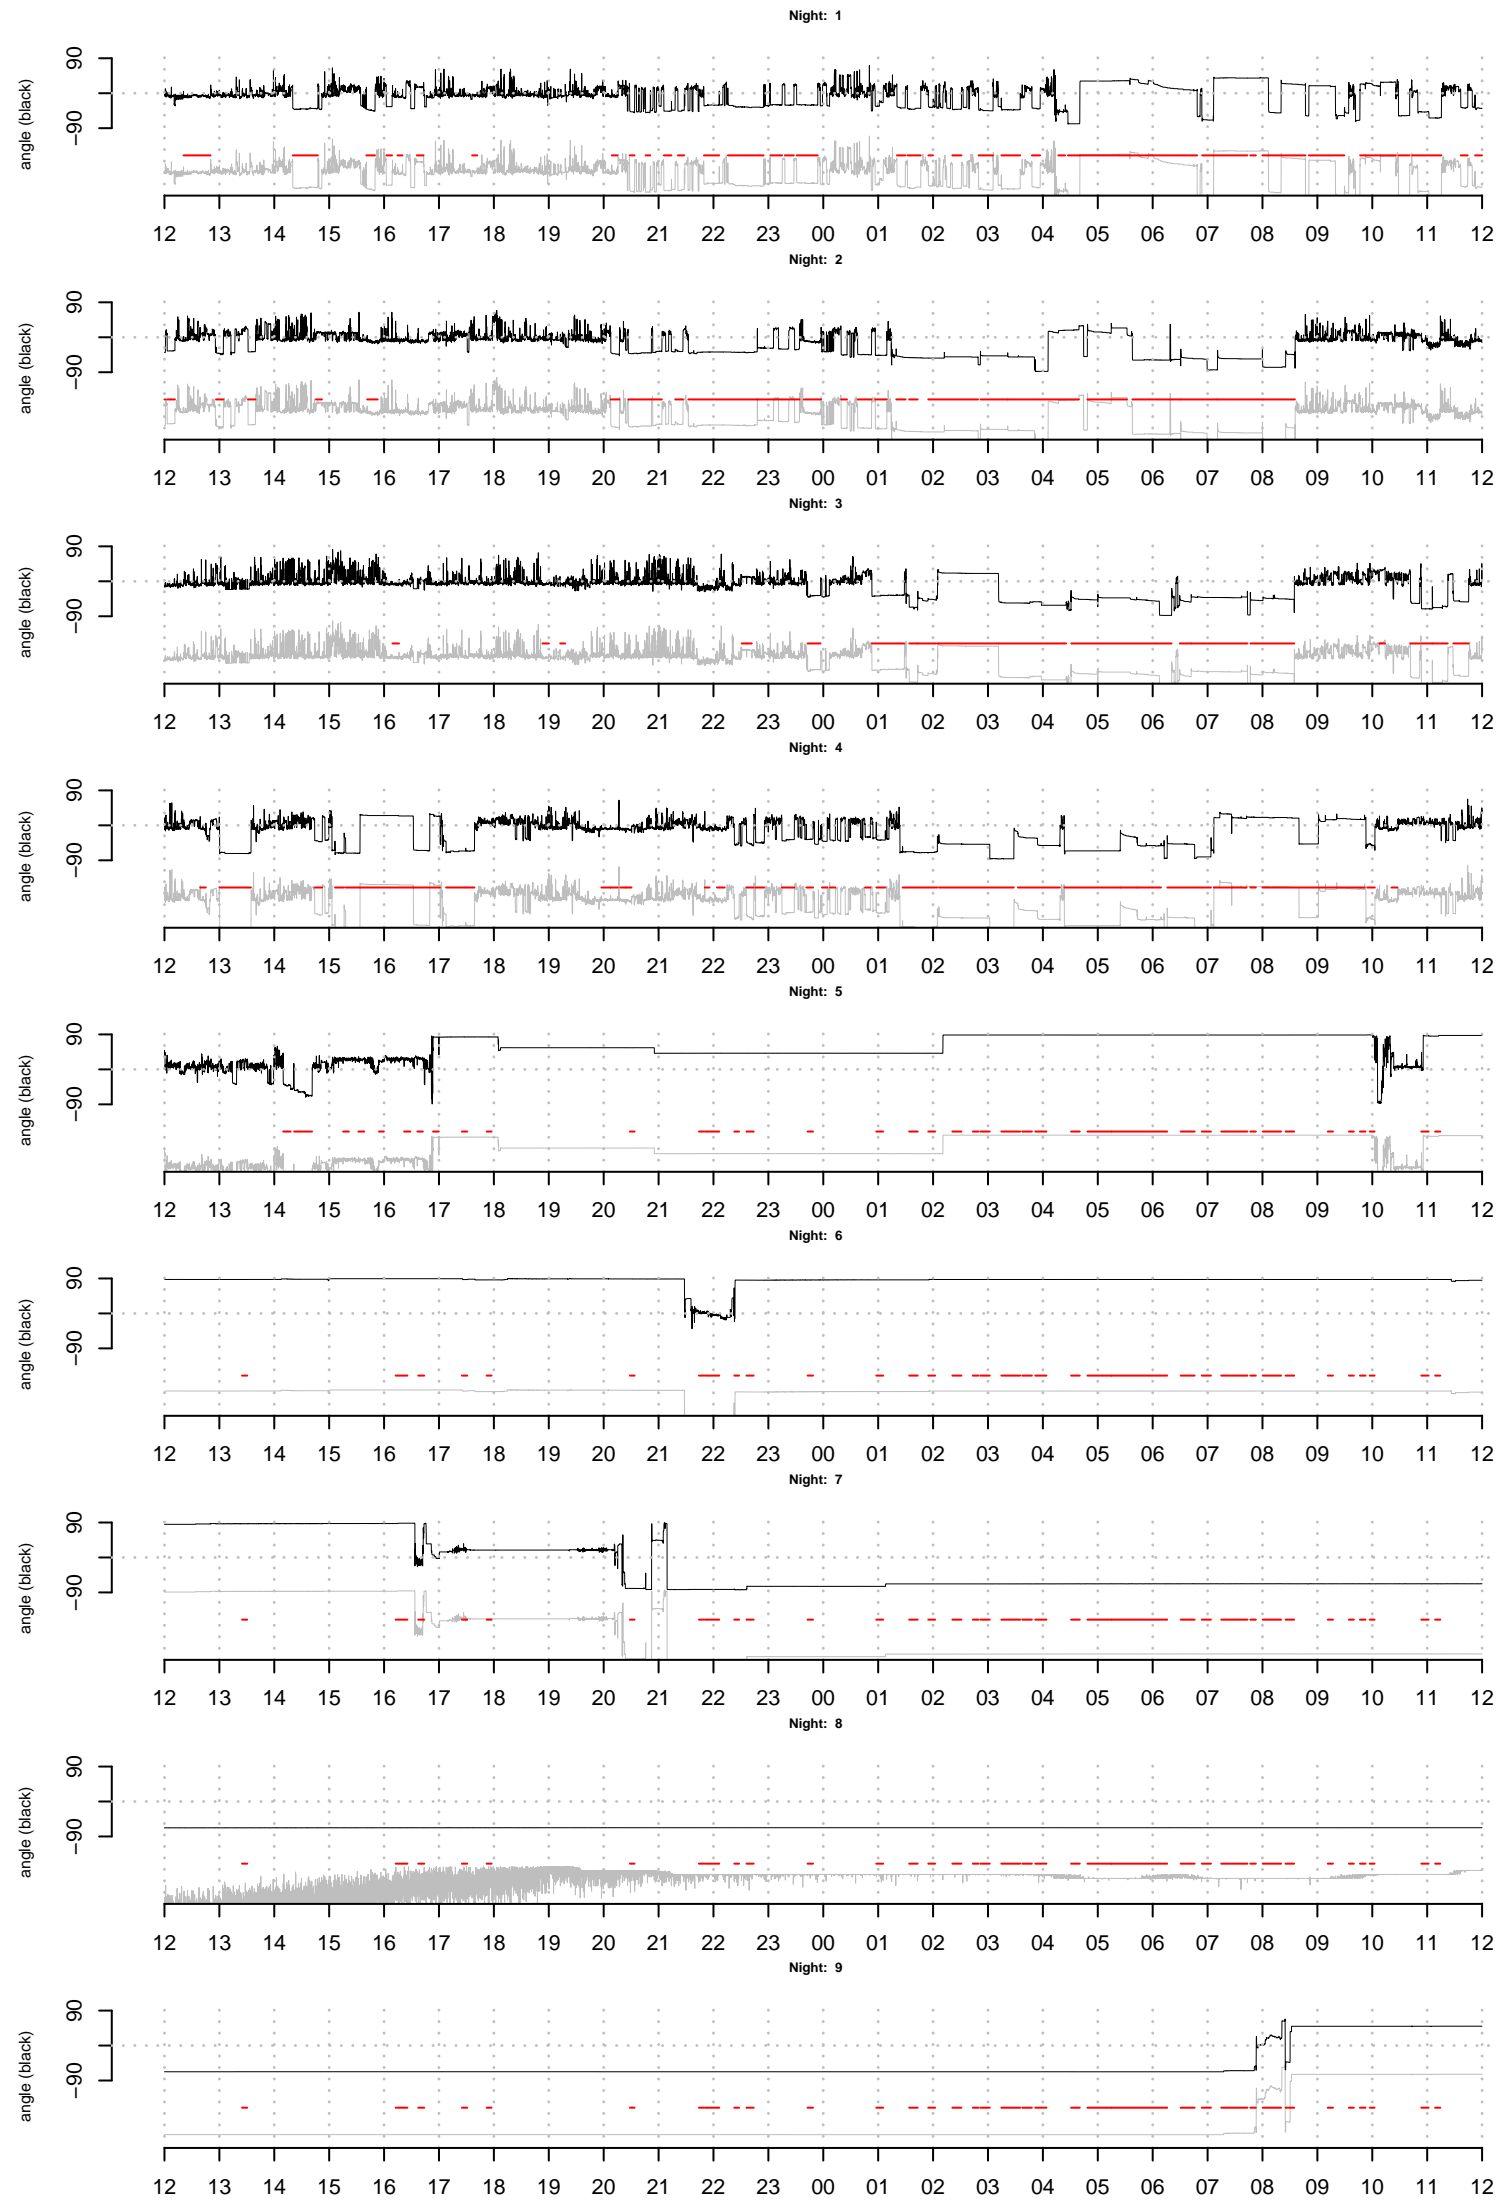 Night: 1
90
-90
angle (black)
12 13 14 15 16 17 18 19 20 21 22 23 00 01 02 03 04 05 06 07 08 09 10 11 12
Night: 2
90
-90
angle (black)
12 13 14 15 16 17 18 19 20 21 22 23 00 01 02 03 04 05 06 07 08 09 10 11 12
Night: 3
90
-90
angle (black)
12 13 14 15 16 17 18 19 20 21 22 23 00 01 02 03 04 05 06 07 08 09 10 11 12
Night: 4
90
-90
angle (black)
12 13 14 15 16 17 18 19 20 21 22 23 00 01 02 03 04 05 06 07 08 09 10 11 12
Night: 5
90
-90
angle (black)
12 13 14 15 16 17 18 19 20 21 22 23 00 01 02 03 04 05 06 07 08 09 10 11 12
Night: 6
90
-90
angle (black)
12 13 14 15 16 17 18 19 20 21 22 23 00 01 02 03 04 05 06 07 08 09 10 11 12
Night: 7
90
-90
angle (black)
12 13 14 15 16 17 18 19 20 21 22 23 00 01 02 03 04 05 06 07 08 09 10 11 12
Night: 8
90
-90
angle (black)
12 13 14 15 16 17 18 19 20 21 22 23 00 01 02 03 04 05 06 07 08 09 10 11 12
Night: 9
90
-90
angle (black)
12 13 14 15 16 17 18 19 20 21 22 23 00 01 02 03 04 05 06 07 08 09 10 11 12